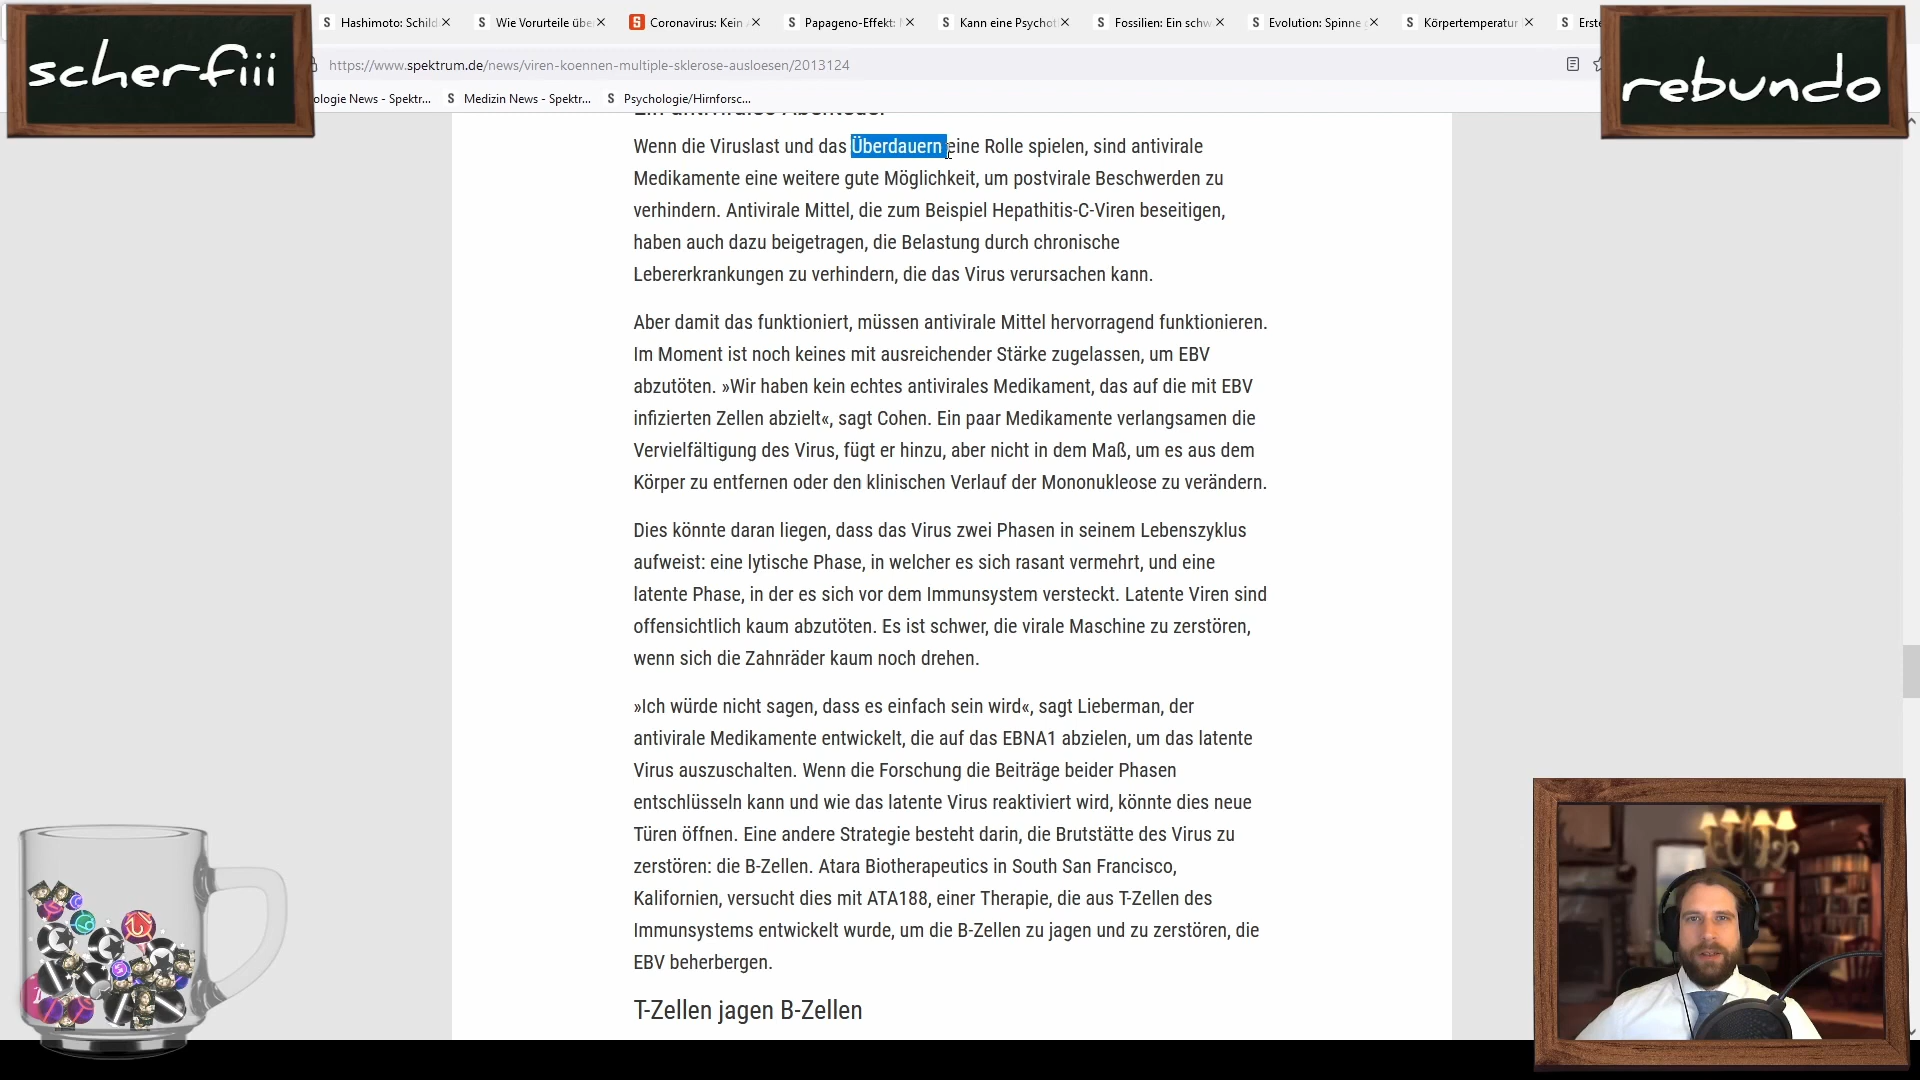 scherfiii
Hashimoto: Schild
Wie Vorurteile übe
Coronavirus: Kein
Papageno-Effekt:
Kann eine Psychot
Fossilien: Ein schw
Evolution: Spinne
Körpertemperatur
Erste
rebundo
https://www.spektrum.de/news/viren-koennen-multiple-sklerose-ausloesen/2013124
ologie News - Spektr...
Medizin News - Spektr...
Psychologie/Hirnforsc...
Wenn die Viruslast und das Überdauern eine Rolle spielen, sind antivirale
Medikamente eine weitere gute Möglichkeit, um postvirale Beschwerden zu
verhindern. Antivirale Mittel, die zum Beispiel Hepathitis-C-Viren beseitigen,
haben auch dazu beigetragen, die Belastung durch chronische
Lebererkrankungen zu verhindern, die das Virus verursachen kann.
Aber damit das funktioniert, müssen antivirale Mittel hervorragend funktionieren.
Im Moment ist noch keines mit ausreichender Stärke zugelassen, um EBV
abzutöten. »Wir haben kein echtes antivirales Medikament, das auf die mit EBV
infizierten Zellen abzielt«, sagt Cohen. Ein paar Medikamente verlangsamen die
Vervielfältigung des Virus, fügt er hinzu, aber nicht in dem Maß, um es aus dem
Körper zu entfernen oder den klinischen Verlauf der Mononukleose zu verändern.
Dies könnte daran liegen, dass das Virus zwei Phasen in seinem Lebenszyklus
aufweist: eine lytische Phase, in welcher es sich rasant vermehrt, und eine
latente Phase, in der es sich vor dem Immunsystem versteckt. Latente Viren sind
offensichtlich kaum abzutöten. Es ist schwer, die virale Maschine zu zerstören,
wenn sich die Zahnräder kaum noch drehen.
»Ich würde nicht sagen, dass es einfach sein wird«, sagt Lieberman, der
antivirale Medikamente entwickelt, die auf das EBNA1 abzielen, um das latente
Virus auszuschalten. Wenn die Forschung die Beiträge beider Phasen
entschlüsseln kann und wie das latente Virus reaktiviert wird, könnte dies neue
Türen öffnen. Eine andere Strategie besteht darin, die Brutstätte des Virus zu
zerstören: die B-Zellen. Atara Biotherapeutics in South San Francisco,
Kalifornien, versucht dies mit ATA188, einer Therapie, die aus T-Zellen des
Immunsystems entwickelt wurde, um die B-Zellen zu jagen und zu zerstören, die
EBV beherbergen.
T-Zellen jagen B-Zellen